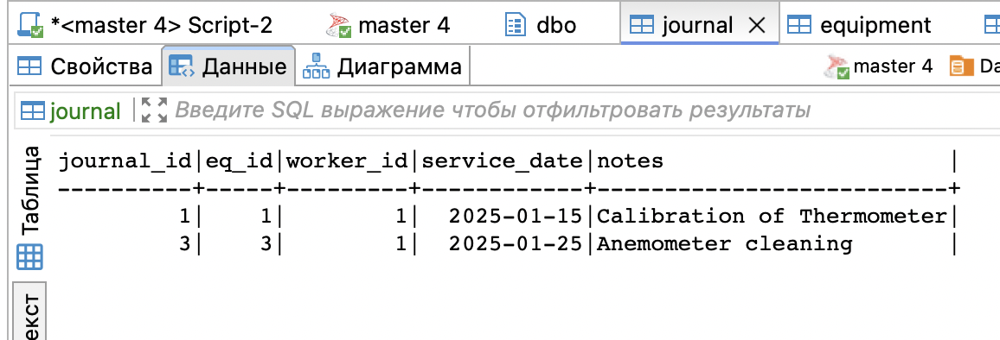 *<master 4> Script-2 master 4 dbo journal equipment
Свойства Данные Диаграмма master 4 Da
journal Введите SQL выражение чтобы отфильтровать результаты
Таблица
екст
journal_id|eq_id|worker_id|service_date|notes |
----------+-----+---------+------------+--------------------------+
1| 1| 1| 2025-01-15|Calibration of Thermometer|
3| 3| 1| 2025-01-25|Anemometer cleaning |